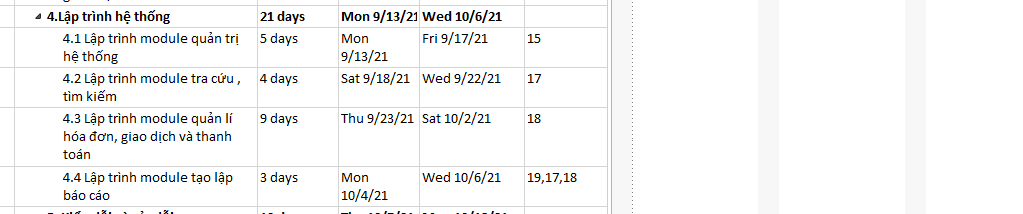 4.Lập trình hệ thống 21 days Mon 9/13/21 Wed 10/6/21
4.1 Lập trình module quản trị 5 days Mon Fri 9/17/21 15
hệ thống 9/13/21
4.2 Lập trình module tra cứu , 4 days Sat 9/18/21 Wed 9/22/21 17
tìm kiếm
4.3 Lập trình module quản lí 9 days Thu 9/23/21 Sat 10/2/21 18
hóa đơn, giao dịch và thanh
toán
4.4 Lập trình module tạo lập 3 days Mon Wed 10/6/21 19,17,18
báo cáo 10/4/21